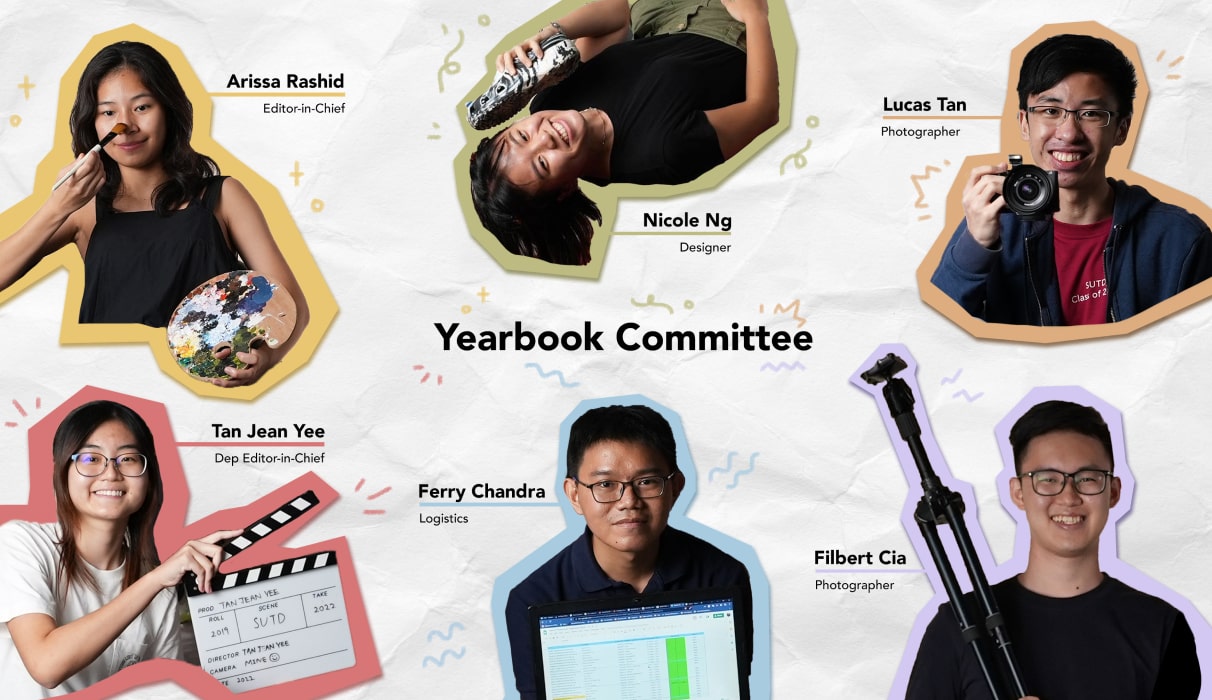 Arissa Rashid
Editor-in-Chief
Nicole Ng
Designer
Lucas Tan
Photographer
SUTD
Class of 2
Yearbook Committee
Tan Jean Yee
Dep Editor-in-Chief
PROD TAN JEAN YEE
ROLL SCENE TAKE
2019 SUTD 2022
DIRECTOR TAN JEAN YEE
CAMERA MINE
2022
Ferry Chandra
Logistics
Filbert Cia
Photographer